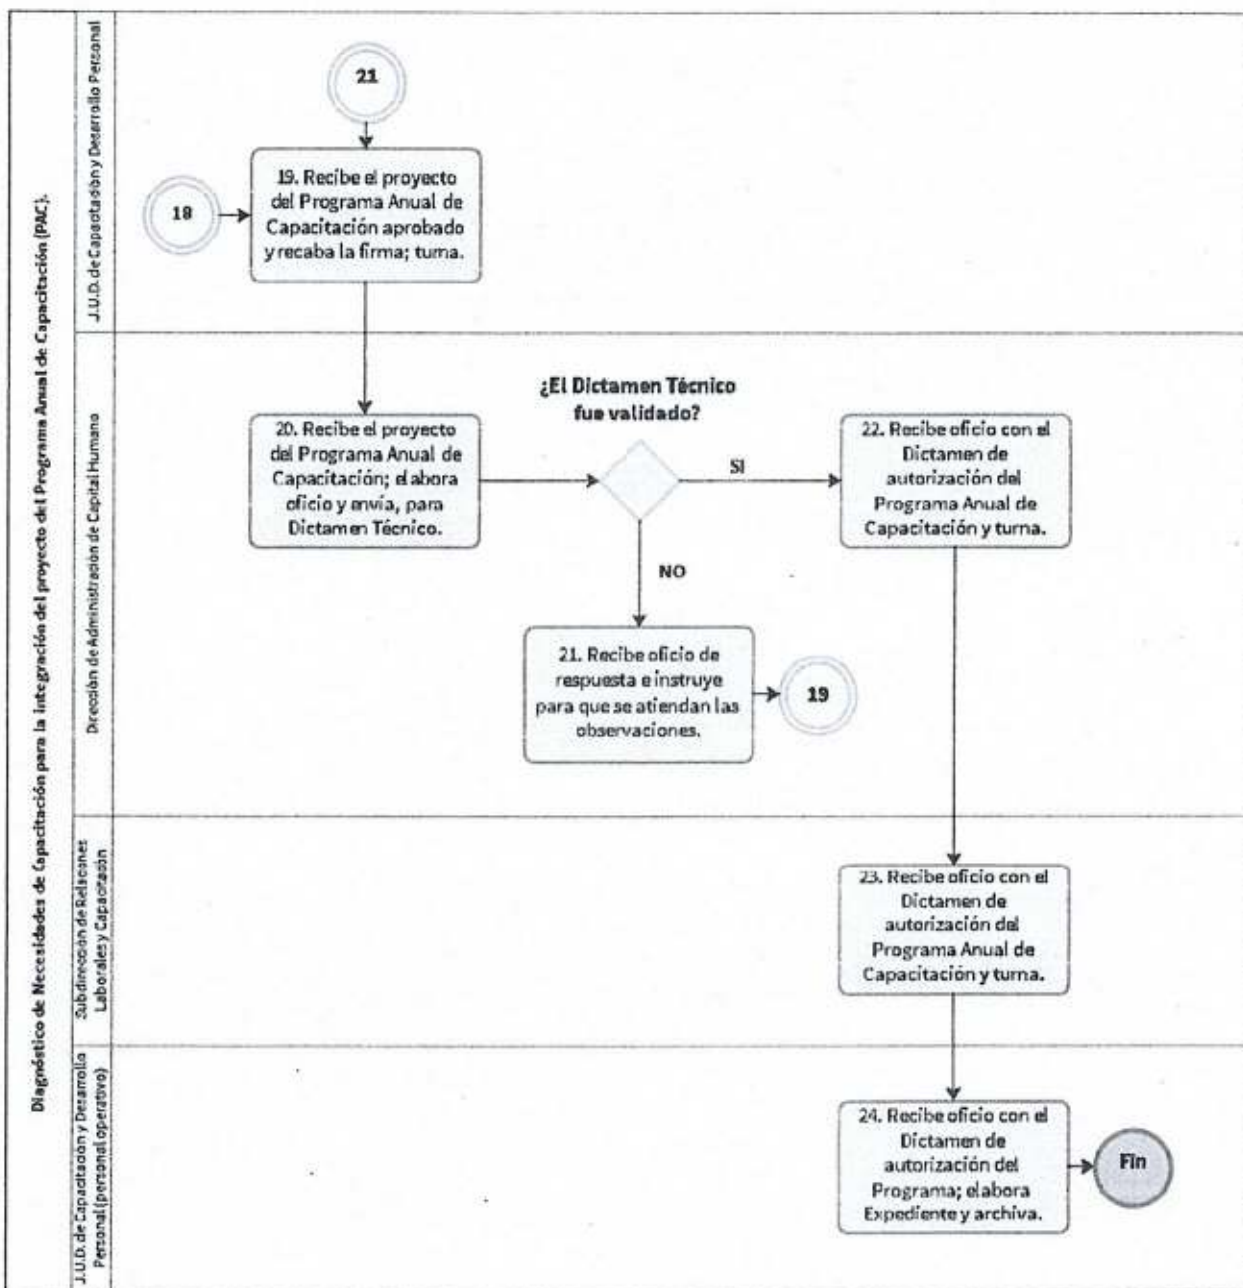 Diagnóstico de Necesidades de Capacitación para la integración del proyecto del Programa Anual de Capacitación (PAC).
J.U.D. de Capacitación y Desarrollo Personal
21
18
19. Recibe el proyecto
del Programa Anual de
Capacitación aprobado
y recaba la firma; turna.
Dirección de Administración de Capital Humano
20. Recibe el proyecto
del Programa Anual de
Capacitación; elabora
oficio y envía, para
Dictamen Técnico.
¿El Dictamen Técnico
fue validado?
SI
NO
22. Recibe oficio con el
Dictamen de
autorización del
Programa Anual de
Capacitación y turna.
21. Recibe oficio de
respuesta e instruye
para que se atiendan las
observaciones.
19
Subdirección de Relaciones
Laborales y Capacitación
23. Recibe oficio con el
Dictamen de
autorización del
Programa Anual de
Capacitación y turna.
J.U.D. de Capacitación y Desarrollo
Personal (personal operativo)
24. Recibe oficio con el
Dictamen de
autorización del
Programa; elabora
Expediente y archiva.
Fin